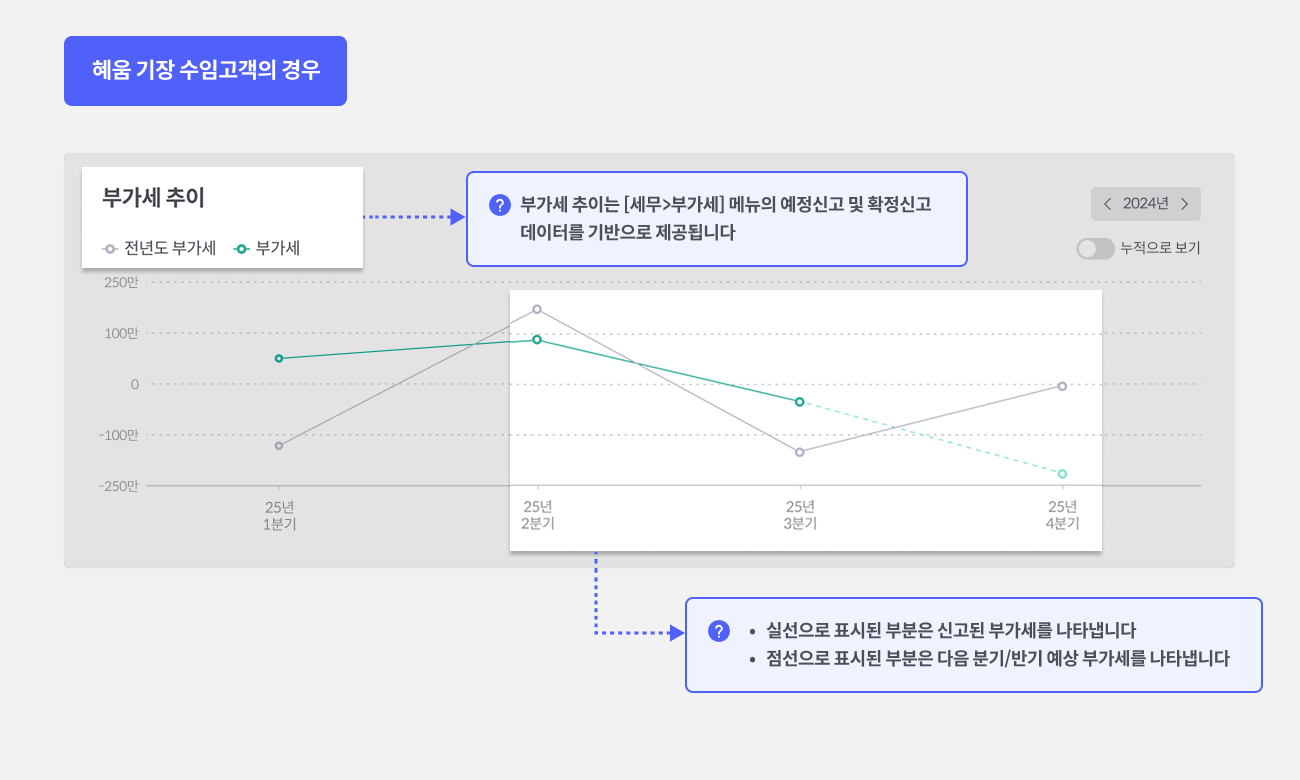 혜움 기장 수임고객의 경우
부가세 추이
전년도 부가세 부가세
? 부가세 추이는 [세무>부가세] 메뉴의 예정신고 및 확정신고
데이터를 기반으로 제공됩니다
< 2024년 >
누적으로 보기
250만
100만
0
-100만
-250만
25년
1분기
25년
2분기
25년
3분기
25년
4분기
? • 실선으로 표시된 부분은 신고된 부가세를 나타냅니다
• 점선으로 표시된 부분은 다음 분기/반기 예상 부가세를 나타냅니다